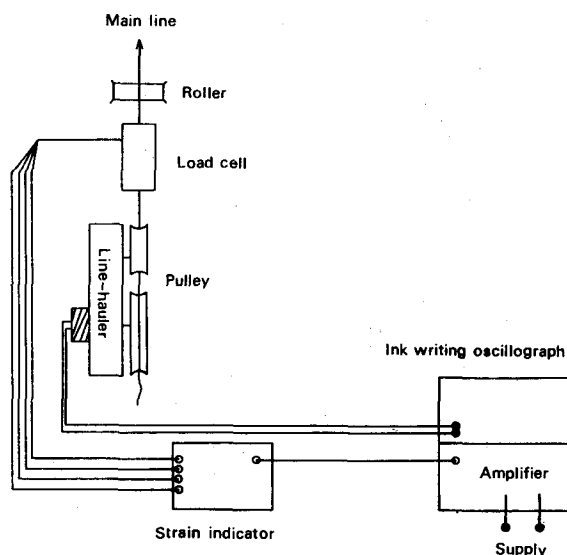 Main line
Roller
Load cell
Line-hauler
Pulley
Ink writing oscillograph
Amplifier
Strain indicator
Supply